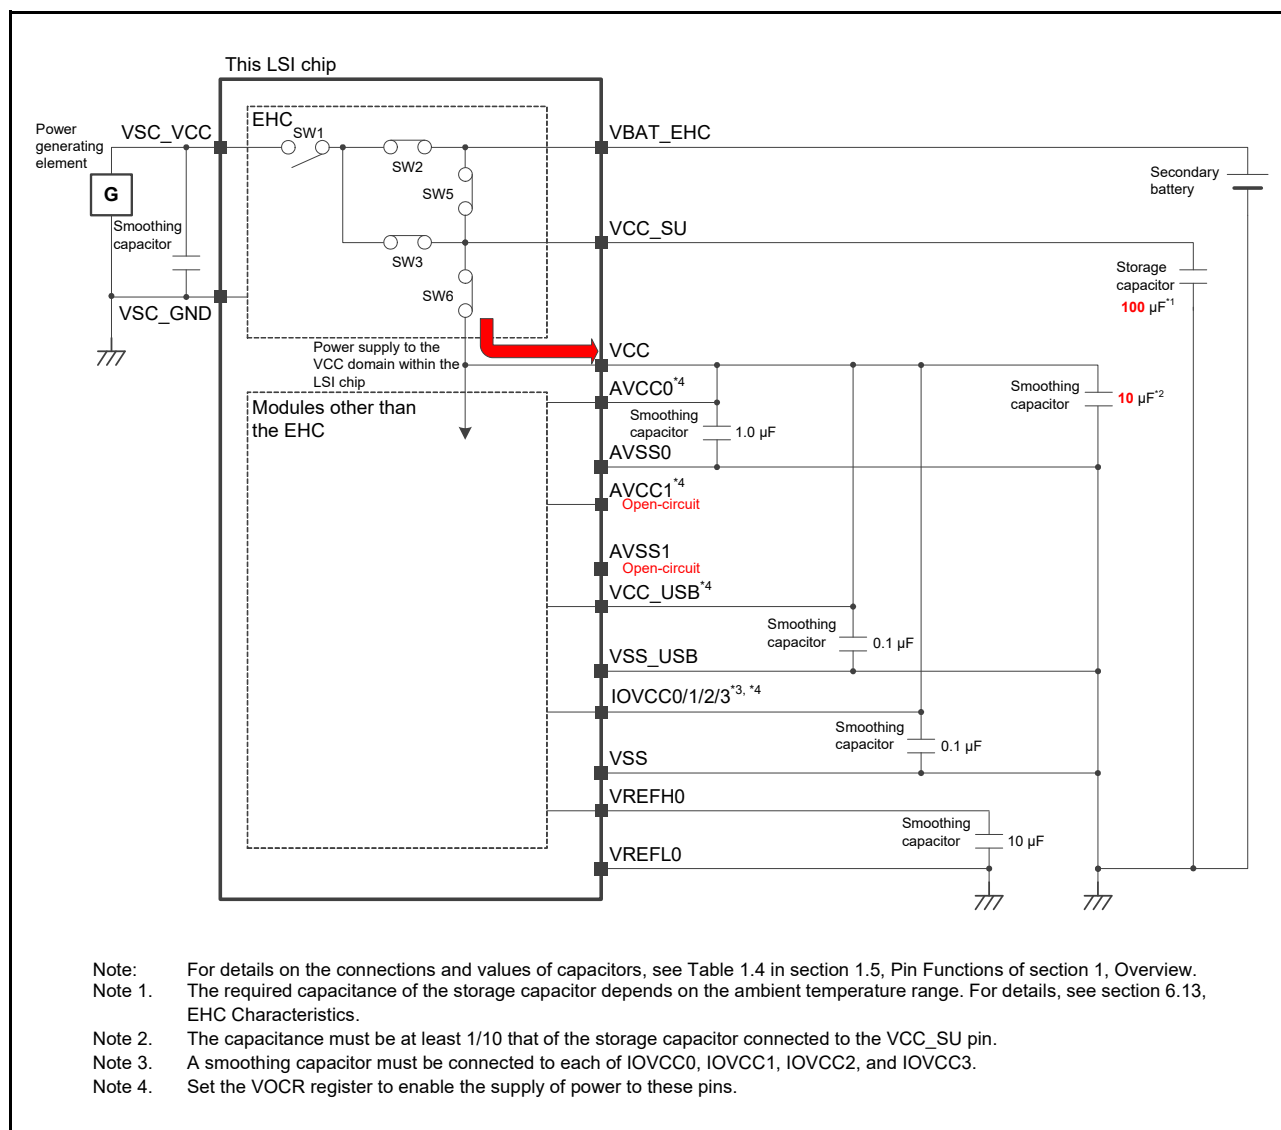 This LSI chip
EHC
Power
generating
element
VSC_VCC
SW1
SW2
SW5
SW3
SW6
VBAT_EHC
Secondary
battery
G
Smoothing
capacitor
VCC_SU
Storage
capacitor
100 µF*1
VSC_GND
Power supply to the
VCC domain within the
LSI chip
VCC
AVCC0*4
Smoothing
capacitor
1.0 µF
Smoothing
capacitor
10 µF*2
Modules other than
the EHC
AVSS0
AVCC1*4
Open-circuit
AVSS1
Open-circuit
VCC_USB*4
Smoothing
capacitor
0.1 µF
VSS_USB
IOVCC0/1/2/3*3, *4
Smoothing
capacitor
0.1 µF
VSS
VREFH0
Smoothing
capacitor
10 µF
VREFL0
Note: For details on the connections and values of capacitors, see Table 1.4 in section 1.5, Pin Functions of section 1, Overview.
Note 1. The required capacitance of the storage capacitor depends on the ambient temperature range. For details, see section 6.13,
EHC Characteristics.
Note 2. The capacitance must be at least 1/10 that of the storage capacitor connected to the VCC_SU pin.
Note 3. A smoothing capacitor must be connected to each of IOVCC0, IOVCC1, IOVCC2, and IOVCC3.
Note 4. Set the VOCR register to enable the supply of power to these pins.